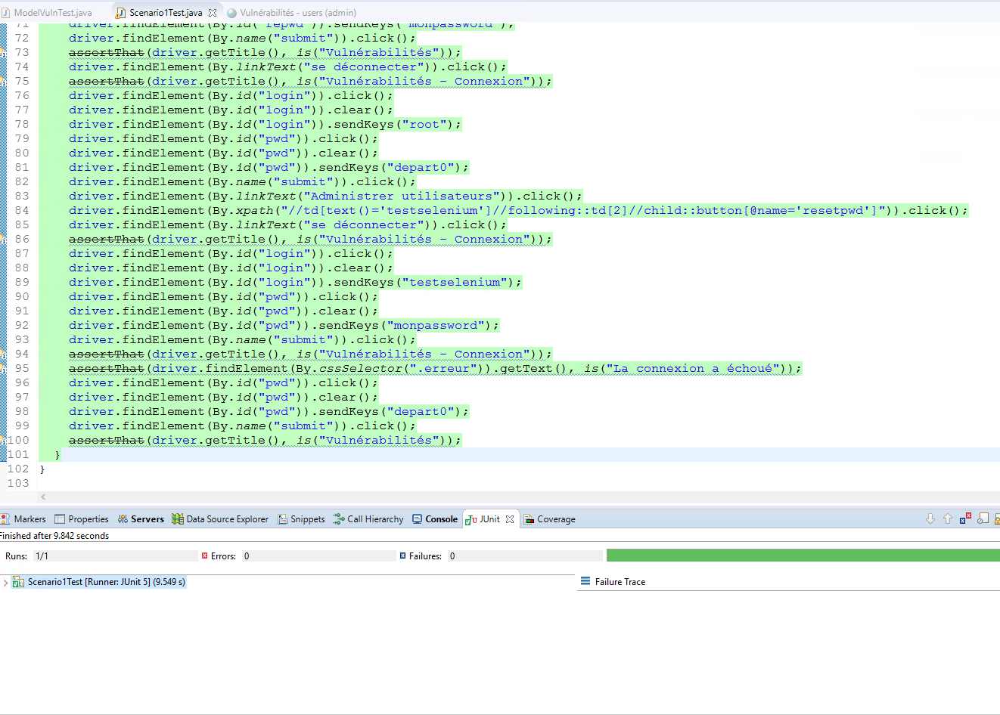 ModelVulnTest.java Scenario1Test.java Vulnérabilités - users (admin)
71 driver.findElement(By.id("repwd")).sendKeys("monpassword");
72 driver.findElement(By.name("submit")).click();
73 assertThat(driver.getTitle(), is("Vulnérabilités"));
74 driver.findElement(By.linkText("se déconnecter")).click();
75 assertThat(driver.getTitle(), is("Vulnérabilités - Connexion"));
76 driver.findElement(By.id("login")).click();
77 driver.findElement(By.id("login")).clear();
78 driver.findElement(By.id("login")).sendKeys("root");
79 driver.findElement(By.id("pwd")).click();
80 driver.findElement(By.id("pwd")).clear();
81 driver.findElement(By.id("pwd")).sendKeys("depart0");
82 driver.findElement(By.name("submit")).click();
83 driver.findElement(By.linkText("Administrer utilisateurs")).click();
84 driver.findElement(By.xpath("//td[text()='testselenium']//following::td[2]//child::button[@name='resetpwd']")).click();
85 driver.findElement(By.linkText("se déconnecter")).click();
86 assertThat(driver.getTitle(), is("Vulnérabilités - Connexion"));
87 driver.findElement(By.id("login")).click();
88 driver.findElement(By.id("login")).clear();
89 driver.findElement(By.id("login")).sendKeys("testselenium");
90 driver.findElement(By.id("pwd")).click();
91 driver.findElement(By.id("pwd")).clear();
92 driver.findElement(By.id("pwd")).sendKeys("monpassword");
93 driver.findElement(By.name("submit")).click();
94 assertThat(driver.getTitle(), is("Vulnérabilités - Connexion"));
95 assertThat(driver.findElement(By.cssSelector(".erreur")).getText(), is("La connexion a échoué"));
96 driver.findElement(By.id("pwd")).click();
97 driver.findElement(By.id("pwd")).clear();
98 driver.findElement(By.id("pwd")).sendKeys("depart0");
99 driver.findElement(By.name("submit")).click();
100 assertThat(driver.getTitle(), is("Vulnérabilités"));
101 }
102 }
103
Markers Properties Servers Data Source Explorer Snippets Call Hierarchy Console JUnit Coverage
Finished after 9.842 seconds
Runs: 1/1 Errors: 0 Failures: 0
Scenario1Test [Runner: JUnit 5] (9.549 s) Failure Trace